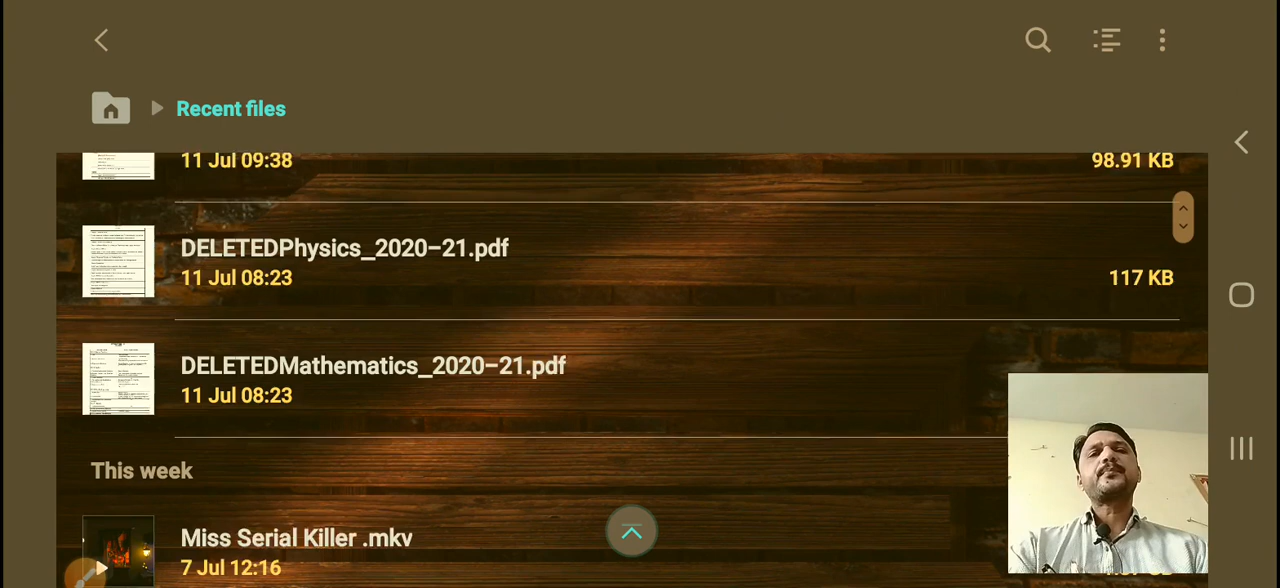 Recent files
11 Jul 09:38
98.91 KB
DELETEDPhysics_2020-21.pdf
11 Jul 08:23
117 KB
DELETEDMathematics_2020-21.pdf
11 Jul 08:23
This week
Miss Serial Killer .mkv
7 Jul 12:16